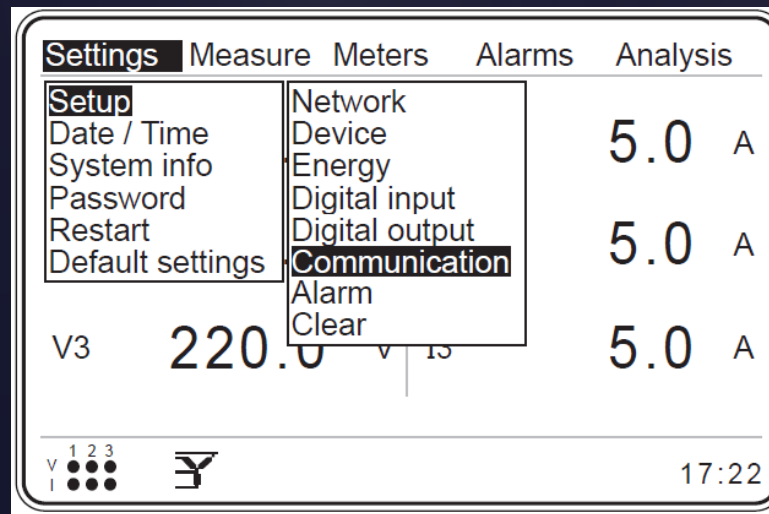 Settings Measure Meters Alarms Analysis
Setup
Date / Time
System info
Password
Restart
Default settings
Network
Device
Energy
Digital input
Digital output
Communication
Alarm
Clear
5.0 A
5.0 A
V3 220.0 V I3 5.0 A
1 2 3
V
I
17:22